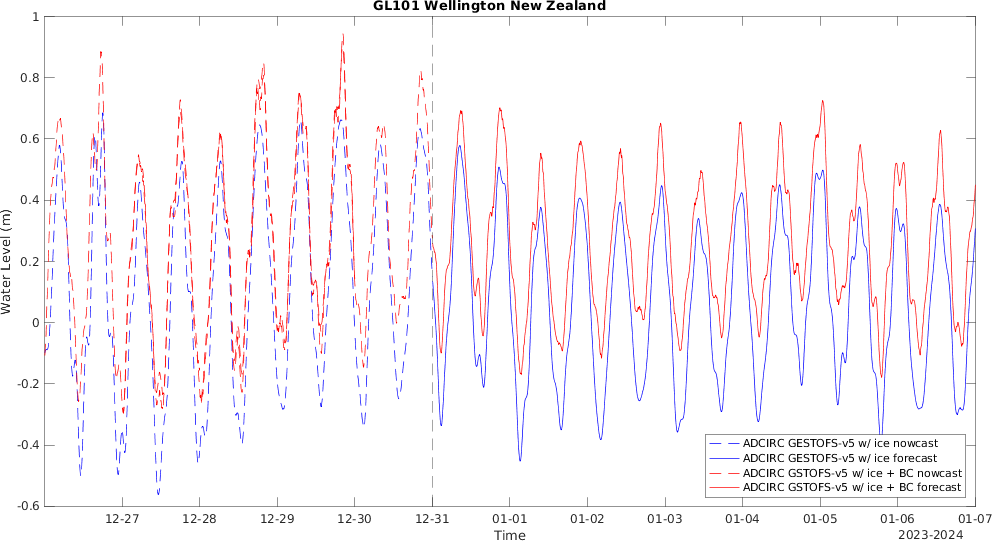 GL101 Wellington New Zealand
1
0.8
0.6
0.4
0.2
0
-0.2
-0.4
-0.6
Water Level (m)
12-27 12-28 12-29 12-30 12-31 01-01 01-02 01-03 01-04 01-05 01-06 01-07
Time
2023-2024
ADCIRC GESTOFS-v5 w/ ice nowcast
ADCIRC GESTOFS-v5 w/ ice forecast
ADCIRC GSTOFS-v5 w/ ice + BC nowcast
ADCIRC GSTOFS-v5 w/ ice + BC forecast